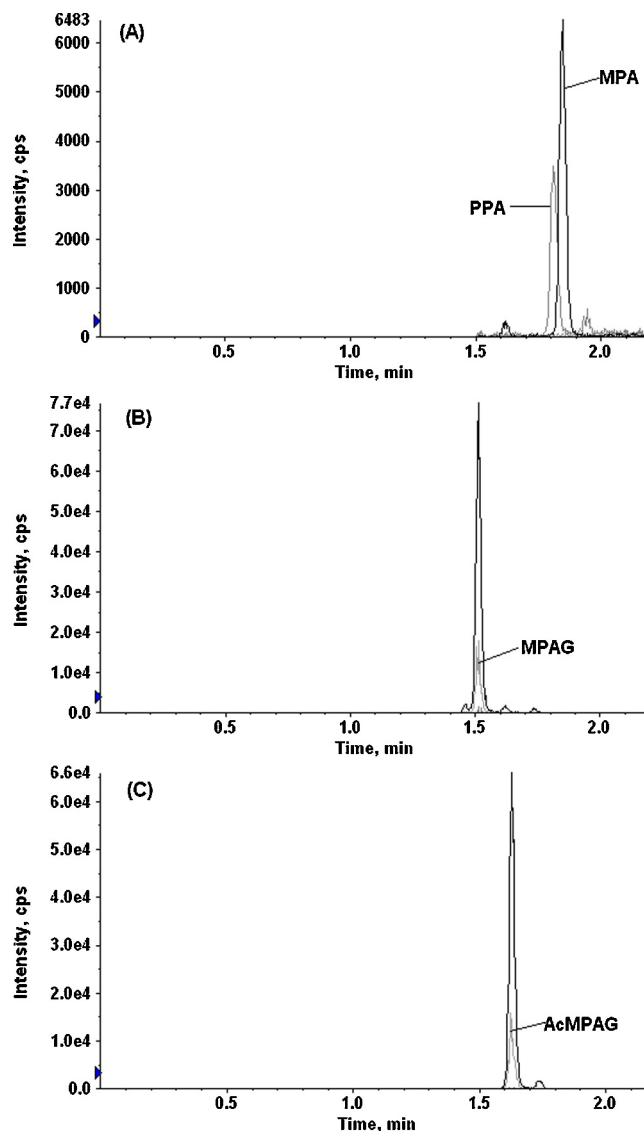 (A)
Intensity, cps
6483
6000
5000
4000
3000
2000
1000
0
MPA
PPA
0.5 1.0 1.5 2.0
Time, min
(B)
Intensity, cps
7.7e4
7.0e4
6.0e4
5.0e4
4.0e4
3.0e4
2.0e4
1.0e4
0.0
MPAG
0.5 1.0 1.5 2.0
Time, min
(C)
Intensity, cps
6.6e4
6.0e4
5.0e4
4.0e4
3.0e4
2.0e4
1.0e4
0.0
AcMPAG
0.5 1.0 1.5 2.0
Time, min